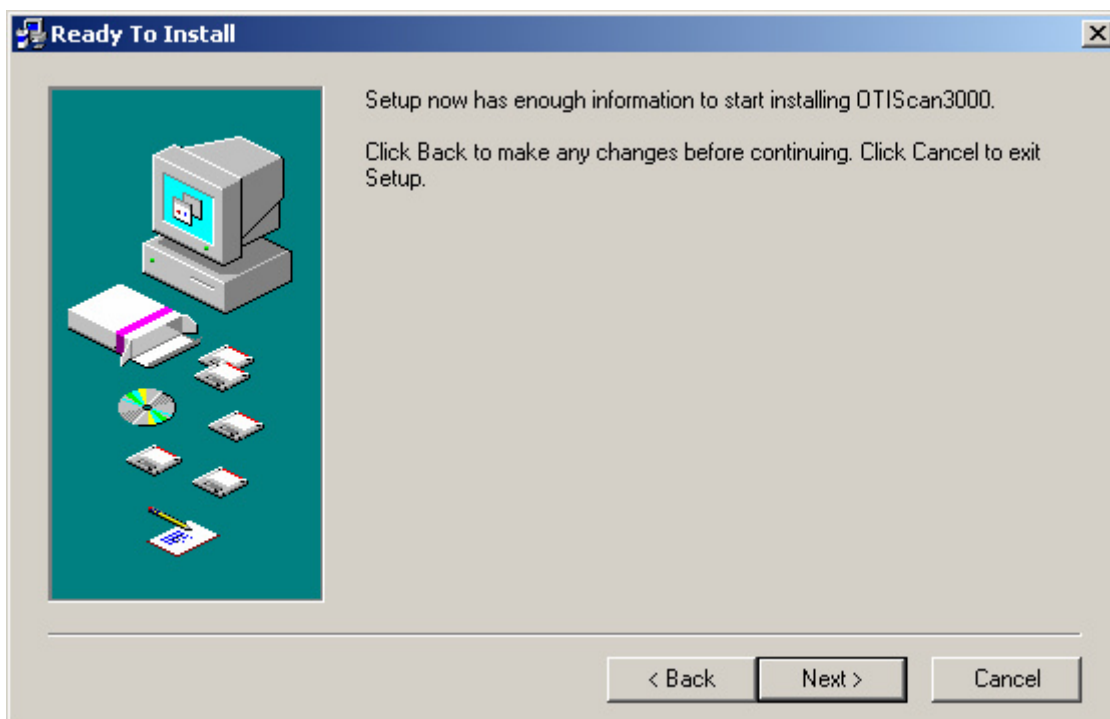 Ready To Install
Setup now has enough information to start installing OTIScan3000.
Click Back to make any changes before continuing. Click Cancel to exit
Setup.
< Back
Next >
Cancel